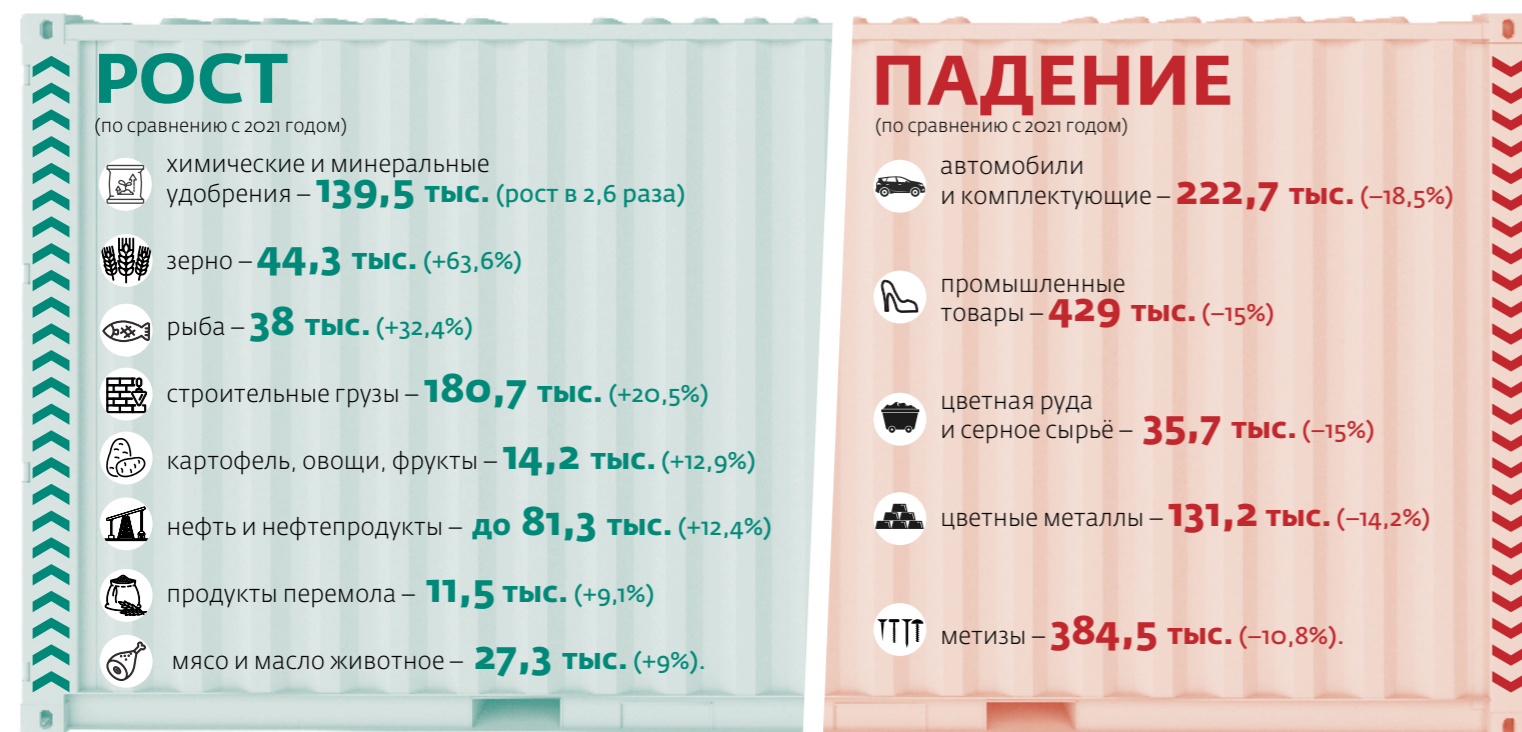 РОСТ
(по сравнению с 2021 годом)
химические и минеральные
удобрения – 139,5 тыс. (рост в 2,6 раза)
зерно – 44,3 тыс. (+63,6%)
рыба – 38 тыс. (+32,4%)
строительные грузы – 180,7 тыс. (+20,5%)
картофель, овощи, фрукты – 14,2 тыс. (+12,9%)
нефть и нефтепродукты – до 81,3 тыс. (+12,4%)
продукты перемола – 11,5 тыс. (+9,1%)
мясо и масло животное – 27,3 тыс. (+9%).
ПАДЕНИЕ
(по сравнению с 2021 годом)
автомобили
и комплектующие – 222,7 тыс. (–18,5%)
промышленные
товары – 429 тыс. (–15%)
цветная руда
и серное сырьё – 35,7 тыс. (–15%)
цветные металлы – 131,2 тыс. (–14,2%)
метизы – 384,5 тыс. (–10,8%).